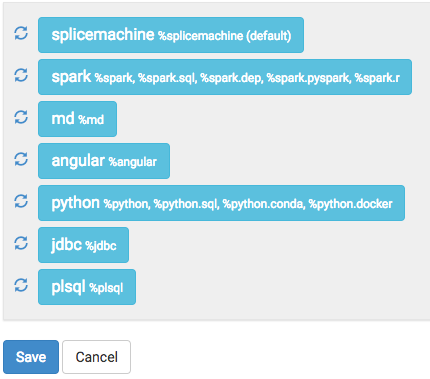 splicemachine %splicemachine (default)
spark %spark, %spark.sql, %spark.dep, %spark.pyspark, %spark.r
md %md
angular %angular
python %python, %python.sql, %python.conda, %python.docker
jdbc %jdbc
plsql %plsql
Save Cancel